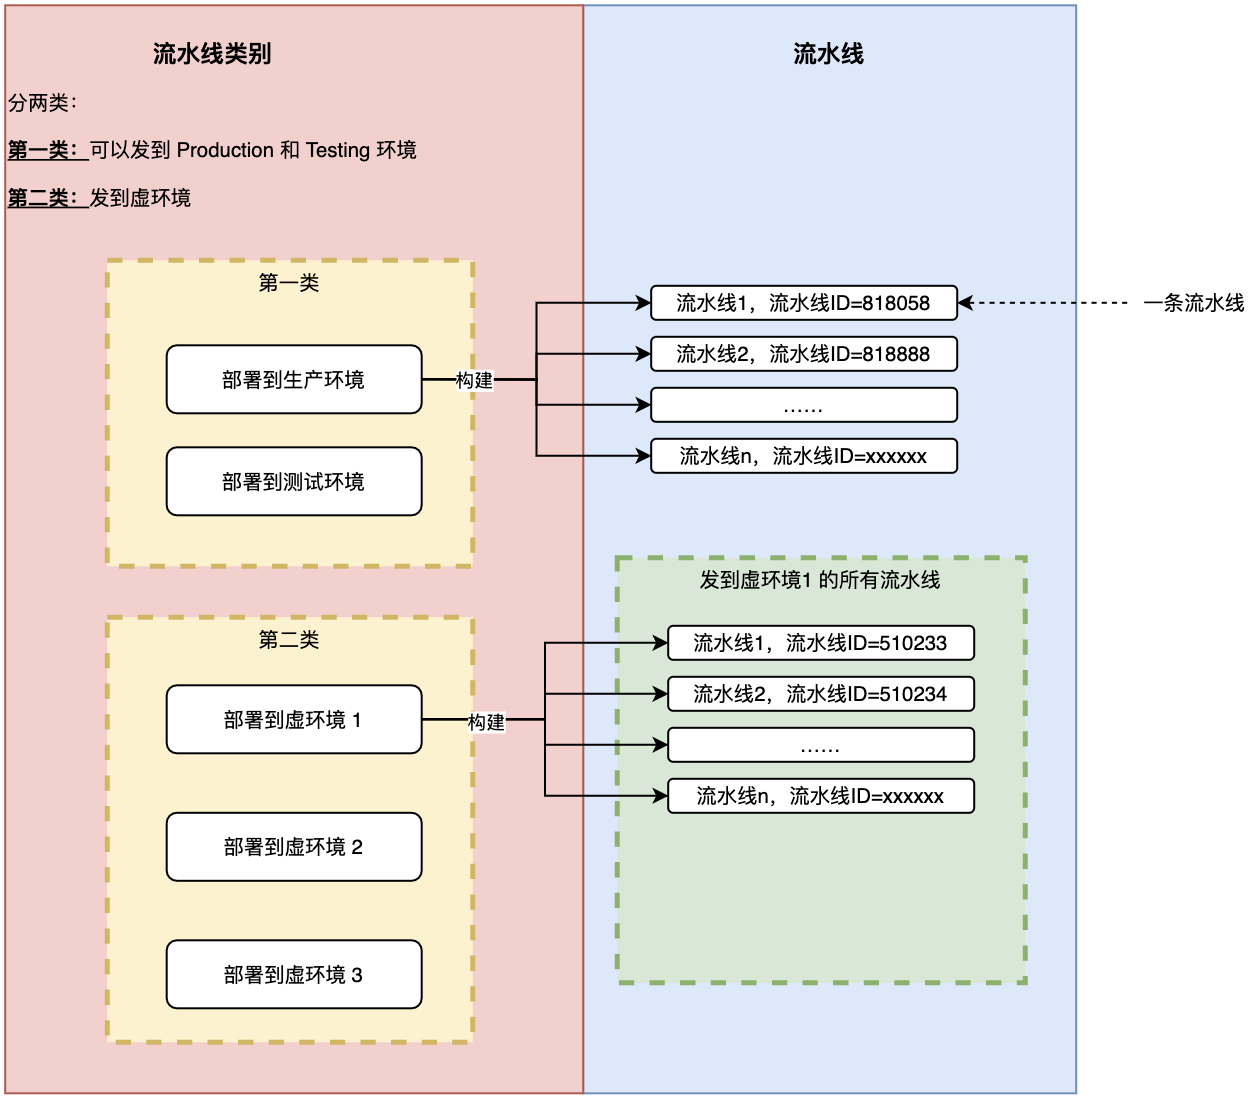 流水线类别
分两类：
第一类：可以发到 Production 和 Testing 环境
第二类：发到虚环境
第一类
部署到生产环境
部署到测试环境
构建
第二类
部署到虚环境 1
部署到虚环境 2
部署到虚环境 3
构建
流水线
流水线1，流水线ID=818058
一条流水线
流水线2，流水线ID=818888
……
流水线n，流水线ID=xxxxxx
发到虚环境1 的所有流水线
流水线1，流水线ID=510233
流水线2，流水线ID=510234
……
流水线n，流水线ID=xxxxxx